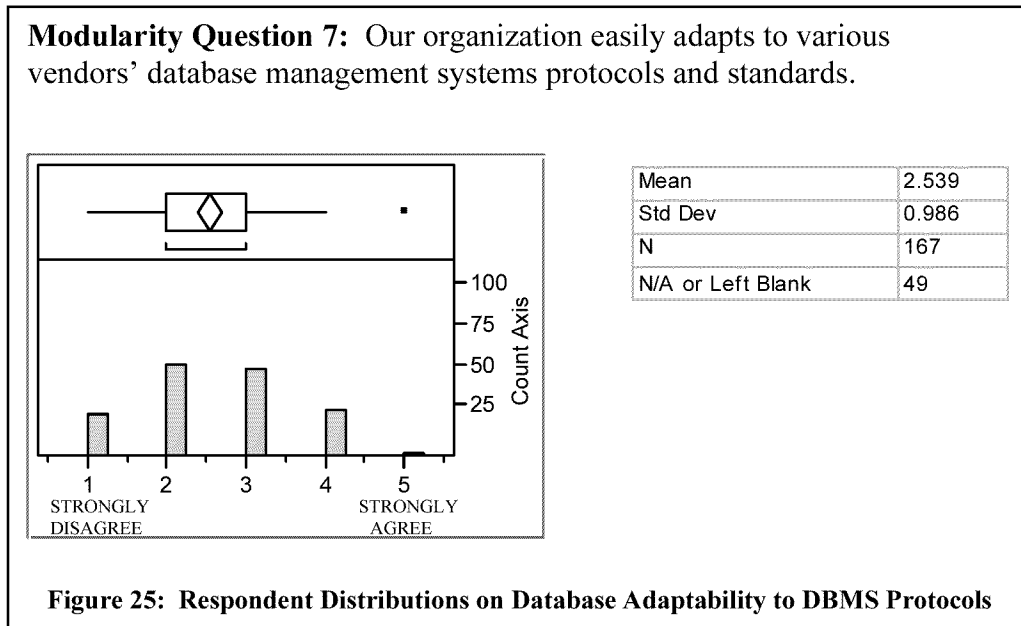 Modularity Question 7: Our organization easily adapts to various
vendors' database management systems protocols and standards.
Mean 2.539
Std Dev 0.986
N 167
N/A or Left Blank 49
100
75
50
25
Count Axis
1 2 3 4 5
STRONGLY DISAGREE
STRONGLY AGREE
Figure 25: Respondent Distributions on Database Adaptability to DBMS Protocols